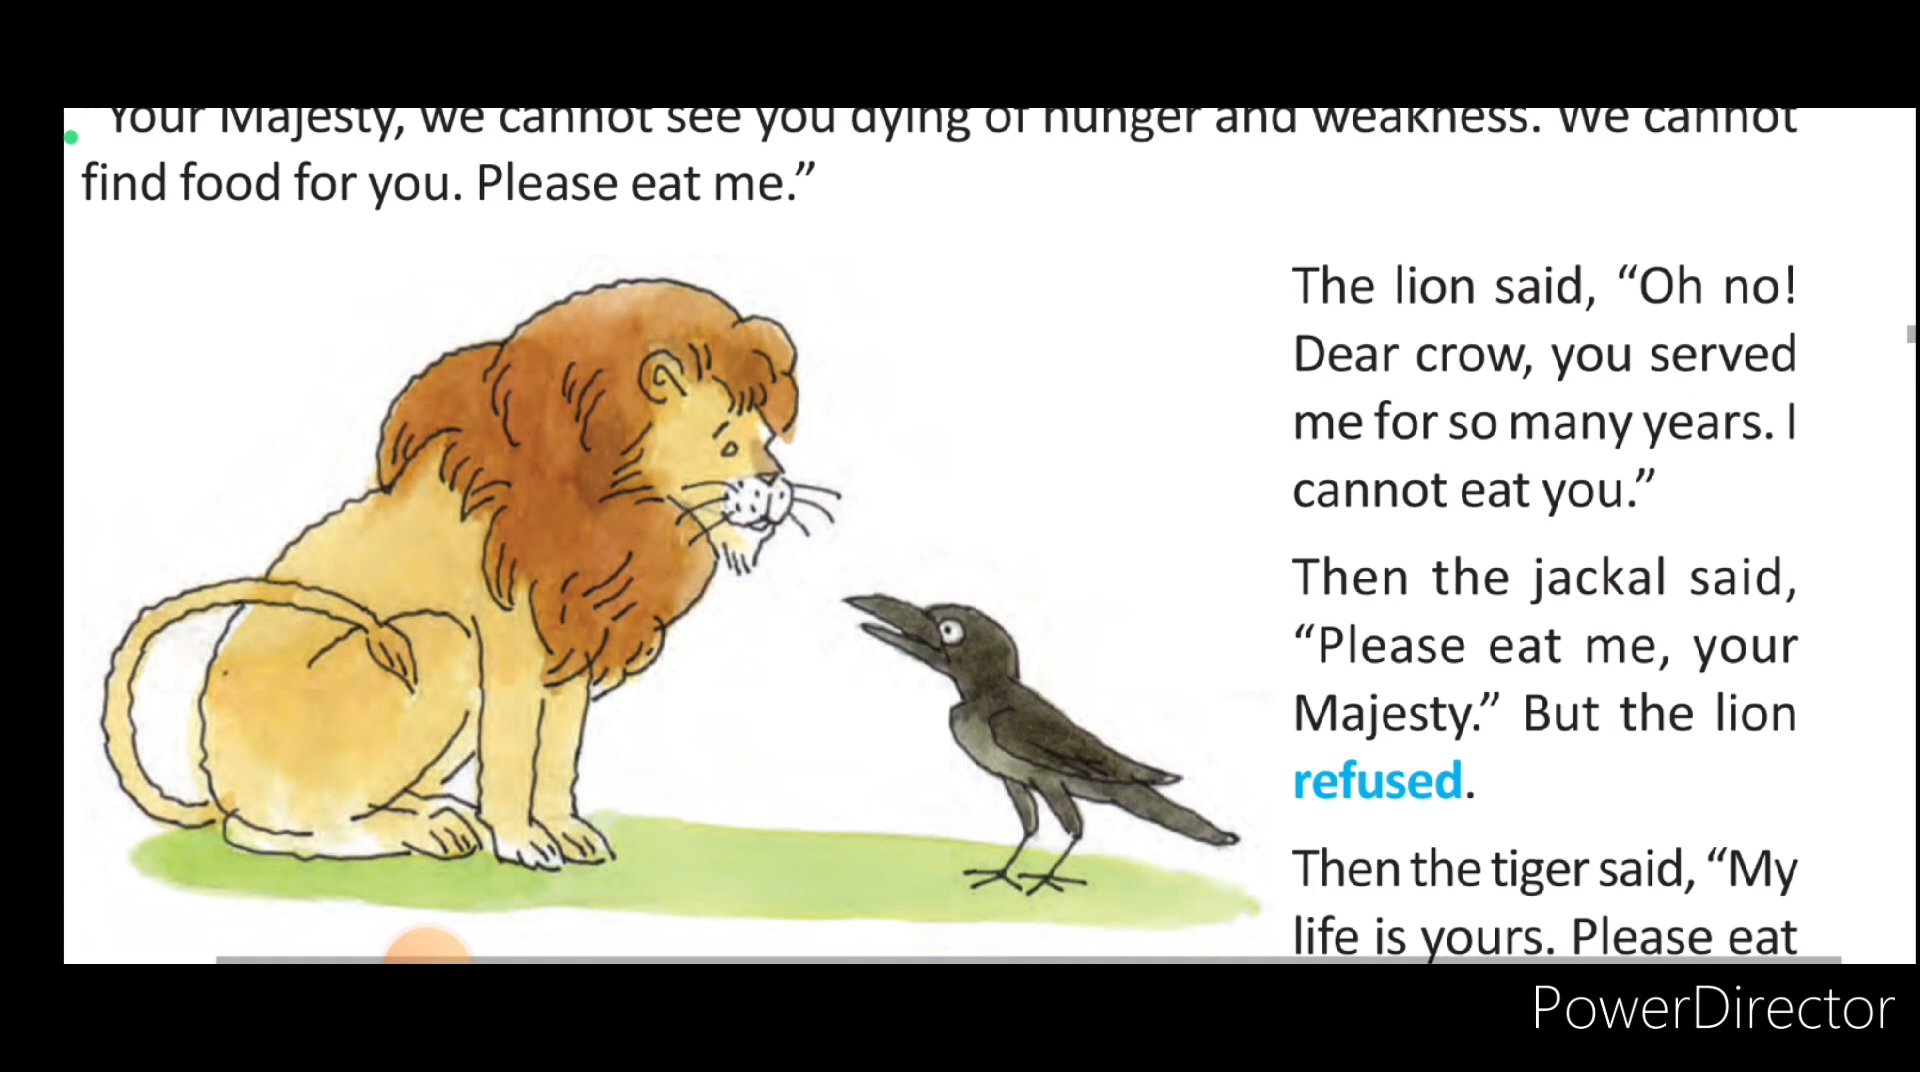 Your Majesty, we cannot see you dying of hunger and weakness. We cannot
find food for you. Please eat me.”
The lion said, “Oh no!
Dear crow, you served
me for so many years. I
cannot eat you.”
Then the jackal said,
“Please eat me, your
Majesty.” But the lion
refused.
Then the tiger said, “My
life is yours. Please eat
PowerDirector